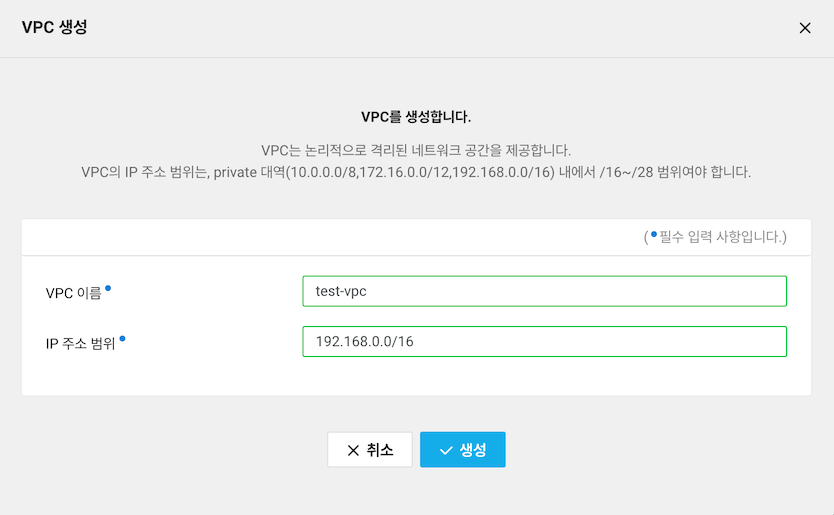 VPC 생성
VPC를 생성합니다.
VPC는 논리적으로 격리된 네트워크 공간을 제공합니다.
VPC의 IP 주소 범위는, private 대역(10.0.0.0/8,172.16.0.0/12,192.168.0.0/16) 내에서 /16~/28 범위여야 합니다.
(•필수 입력 사항입니다.)
VPC 이름• test-vpc
IP 주소 범위• 192.168.0.0/16
취소 생성